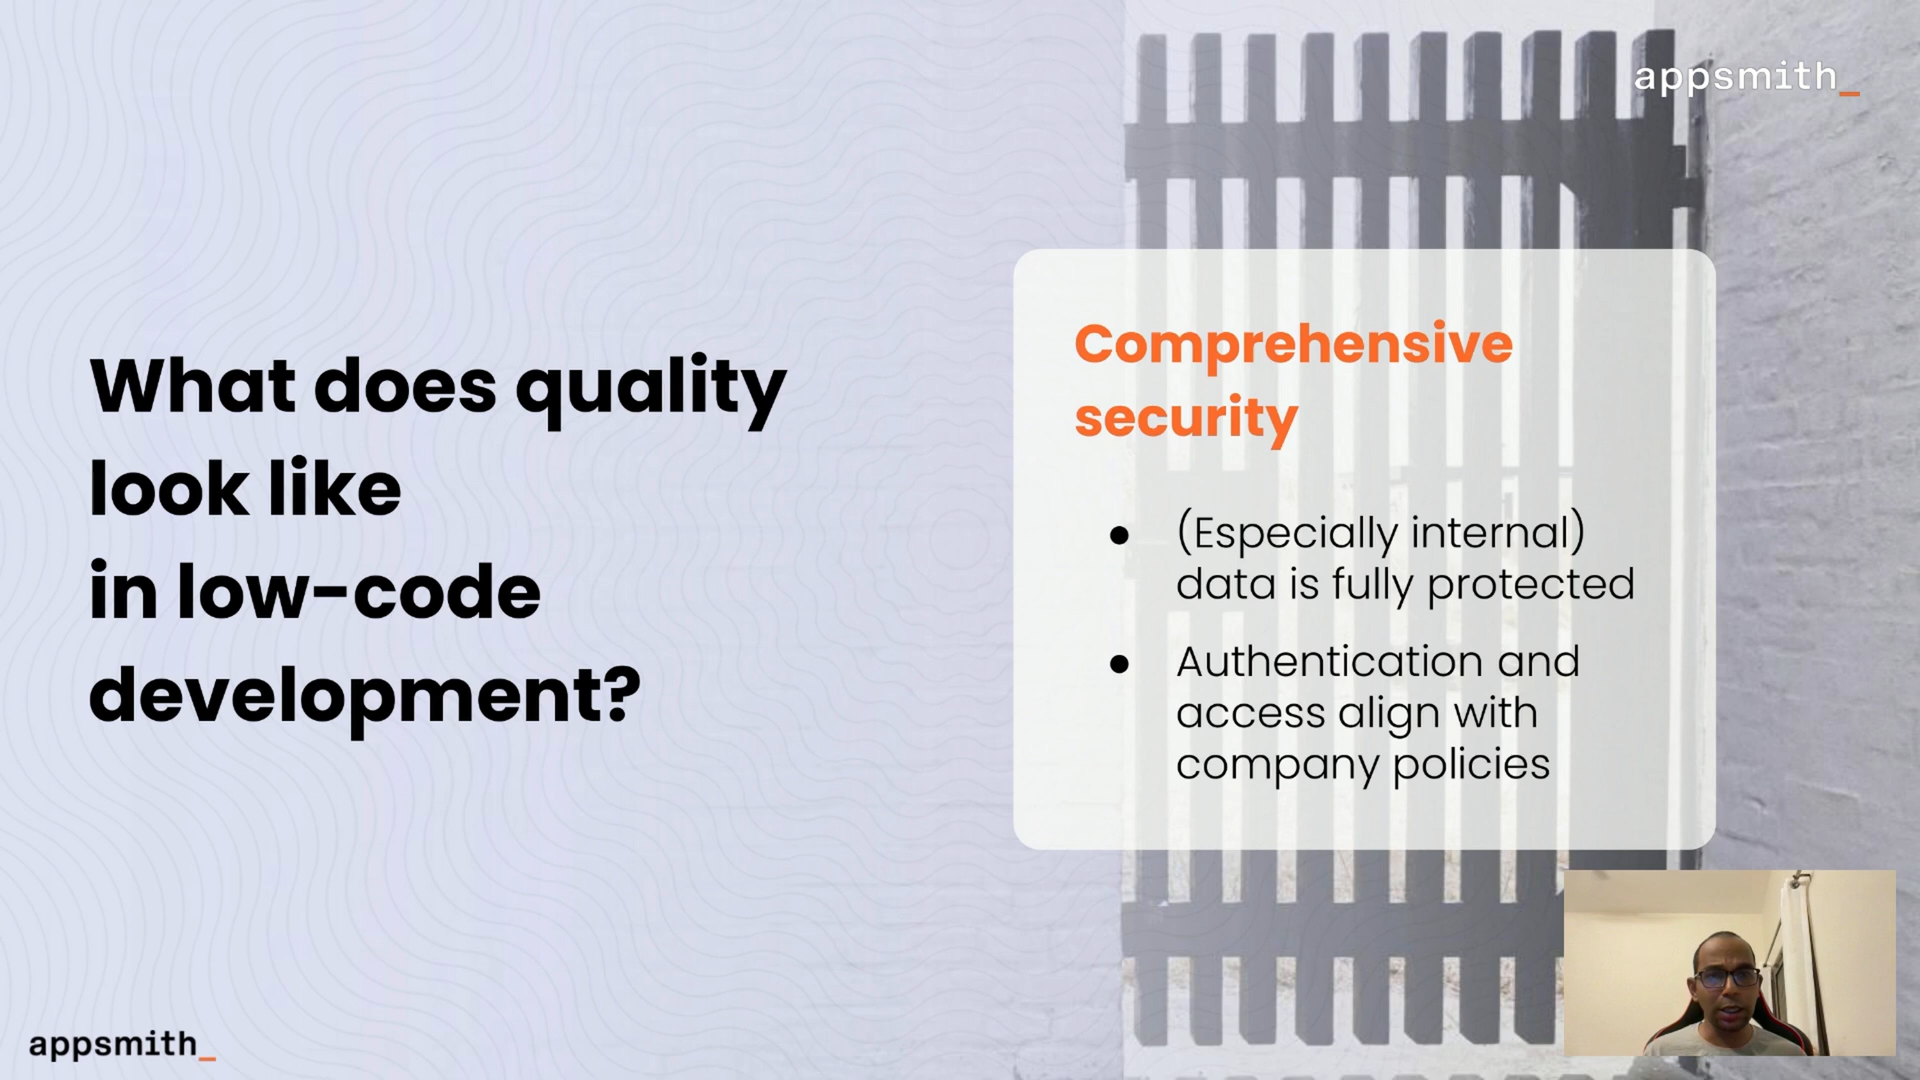 appsmith_
What does quality
look like
in low-code
development?
Comprehensive
security
● (Especially internal)
data is fully protected
● Authentication and
access align with
company policies
appsmith_